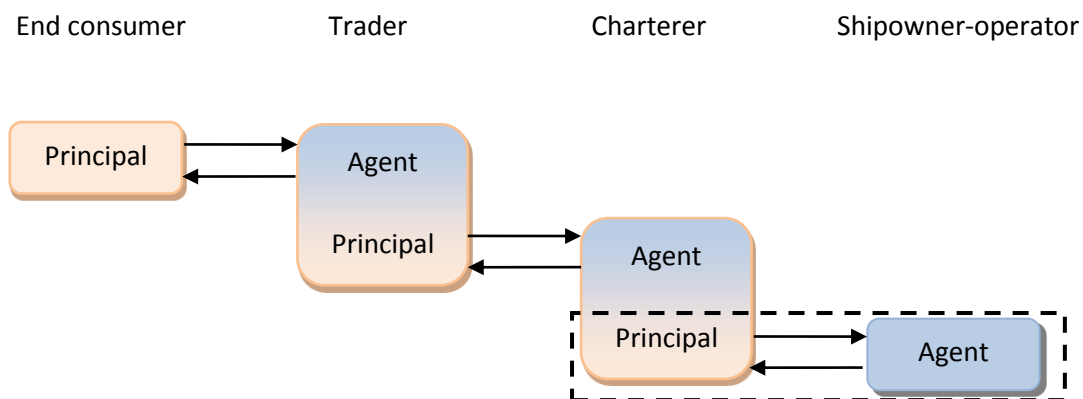 End consumer Trader Charterer Shipowner-operator
Principal
Agent
Principal
Agent
Principal
Agent